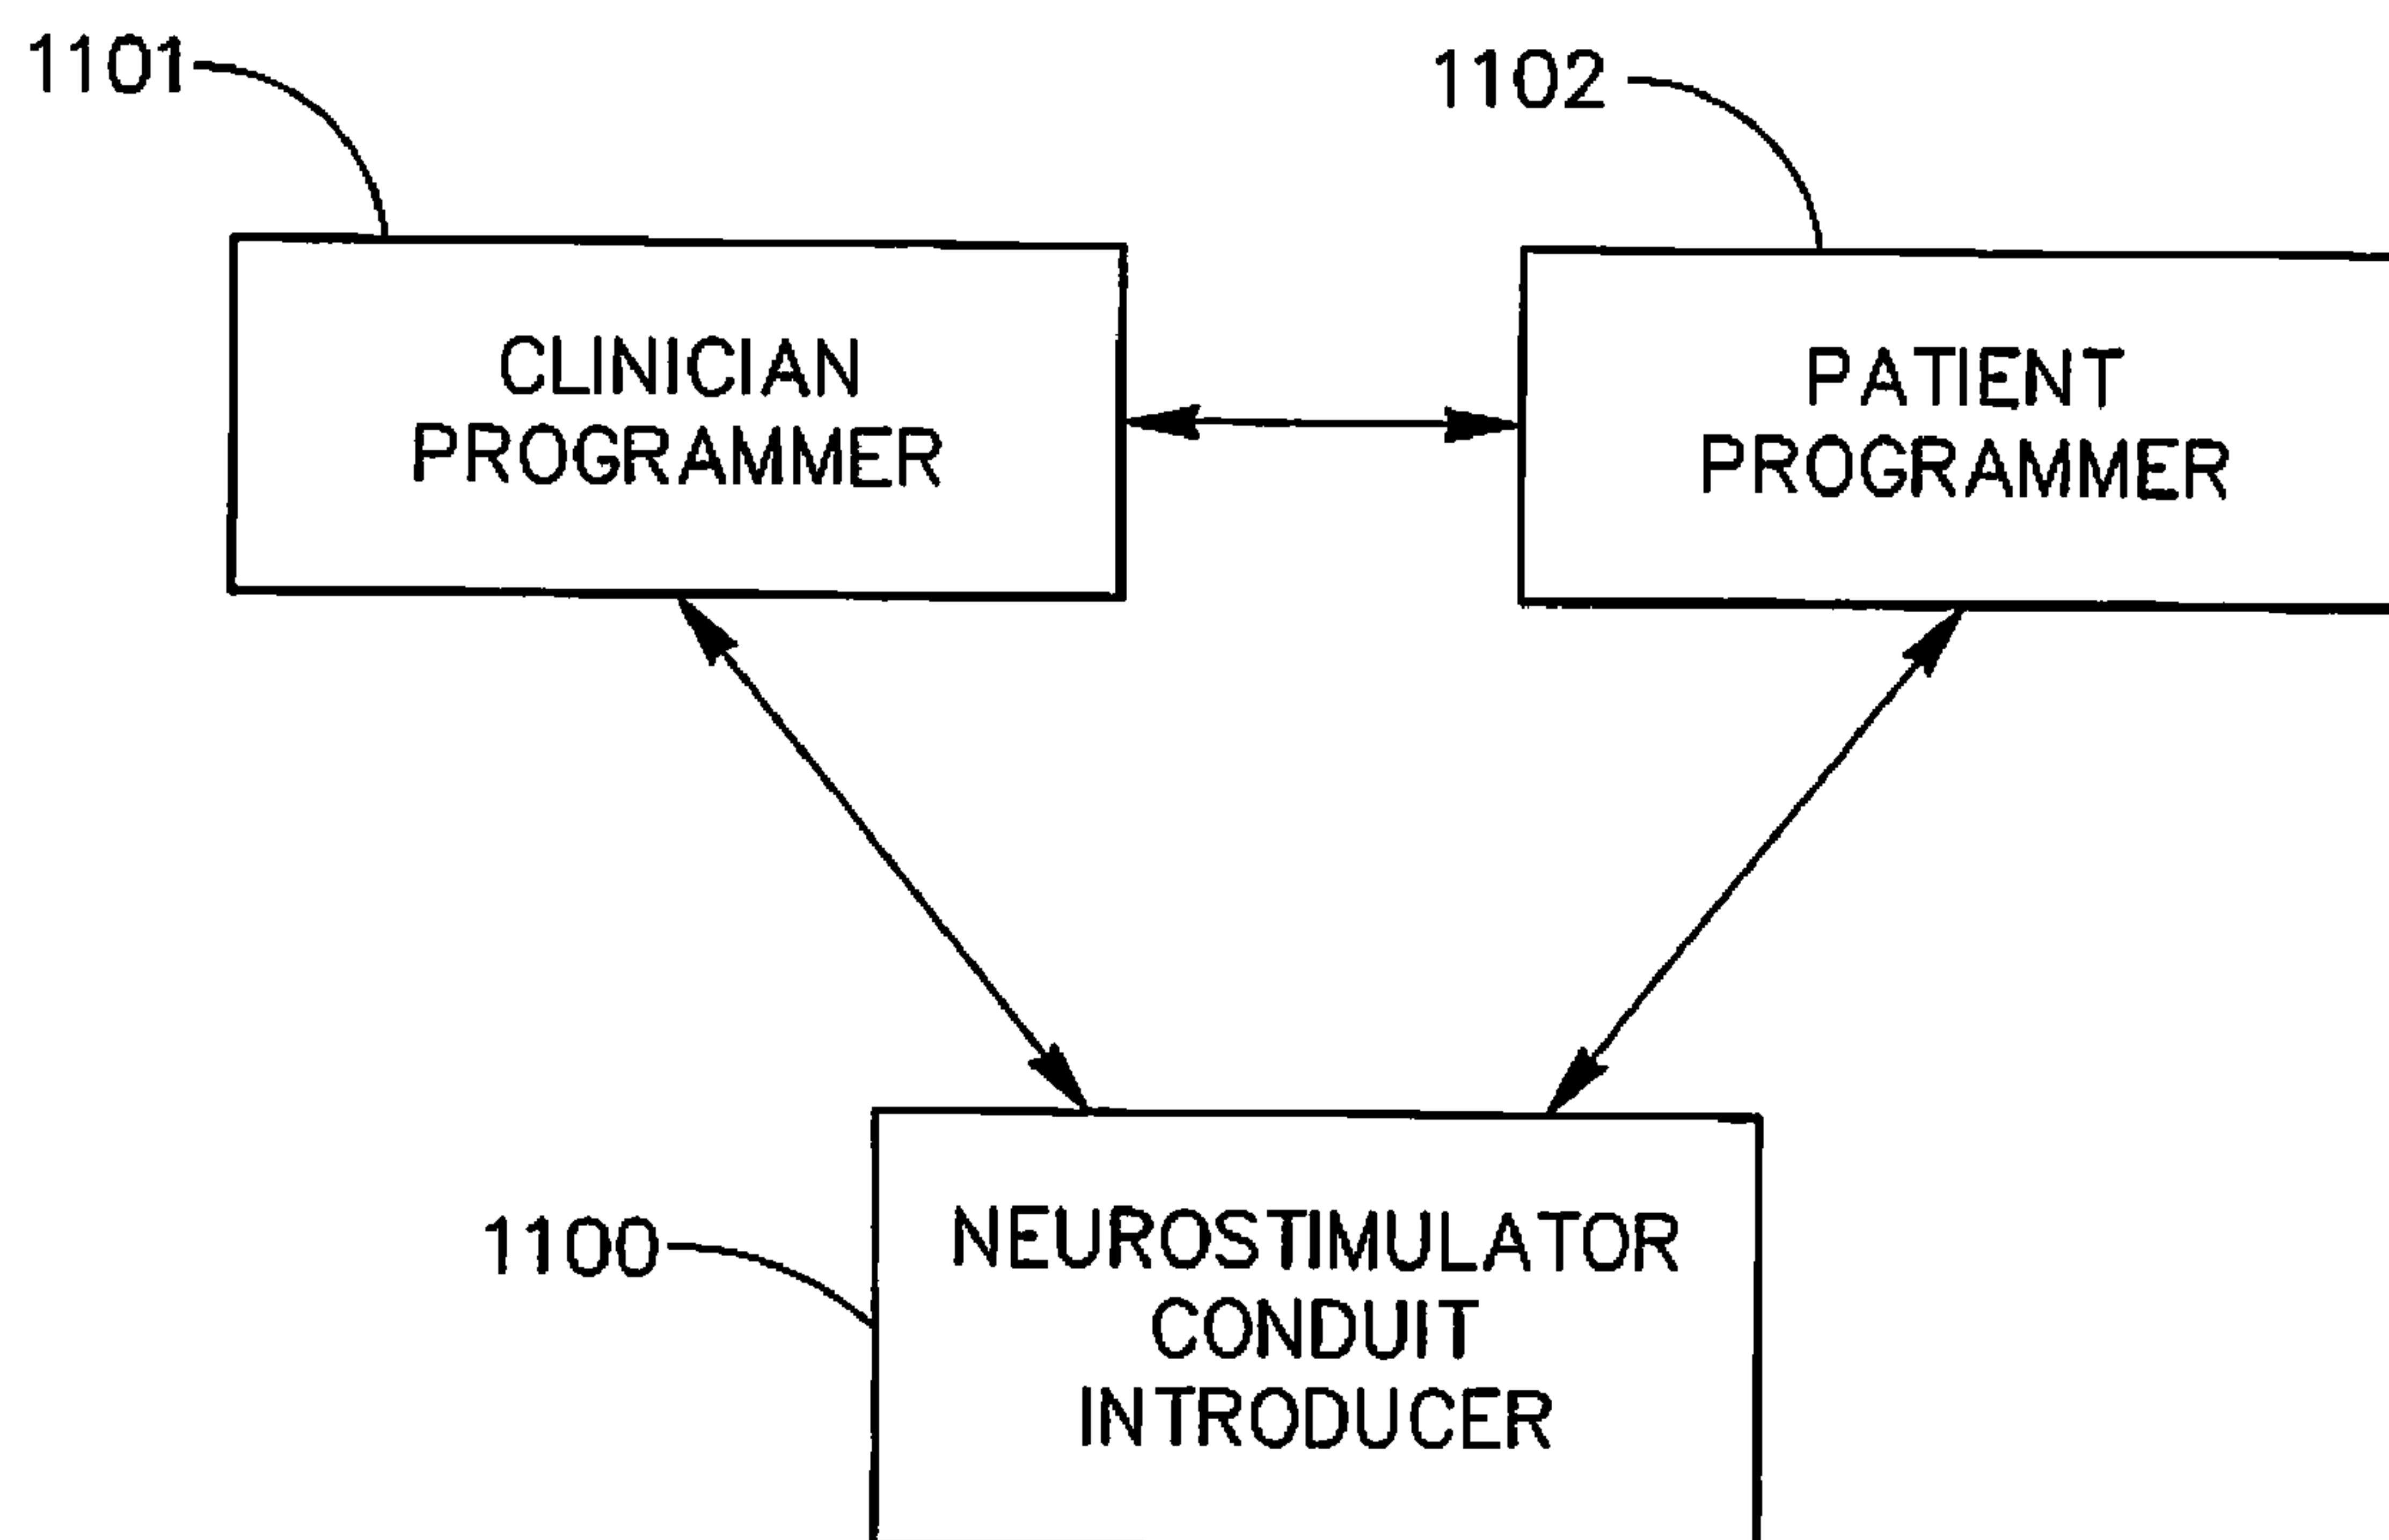 1101
1102
CLINICIAN
PROGRAMMER
PATIENT
PROGRAMMER
1100
NEUROSTIMULATOR
CONDUIT
INTRODUCER